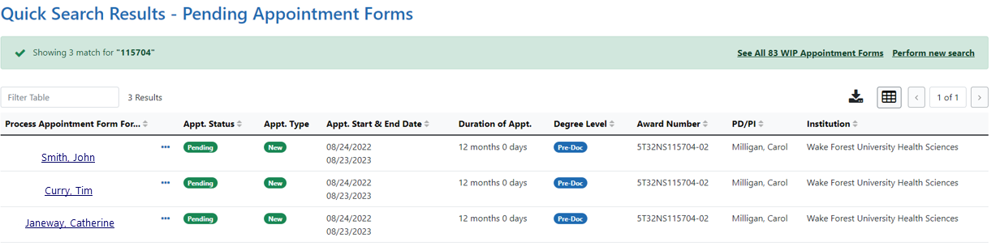 Quick Search Results - Pending Appointment Forms
Showing 3 match for "115704"
See All 83 WIP Appointment Forms Perform new search
Filter Table 3 Results 1 of 1
Process Appointment Form For... Appt. Status Appt. Type Appt. Start & End Date Duration of Appt. Degree Level Award Number PD/PI Institution
Smith, John ••• Pending New 08/24/2022 12 months 0 days Pre-Doc 5T32NS115704-02 Milligan, Carol Wake Forest University Health Sciences
08/23/2023
Curry, Tim ••• Pending New 08/24/2022 12 months 0 days Pre-Doc 5T32NS115704-02 Milligan, Carol Wake Forest University Health Sciences
08/23/2023
Janeway, Catherine ••• Pending New 08/24/2022 12 months 0 days Pre-Doc 5T32NS115704-02 Milligan, Carol Wake Forest University Health Sciences
08/23/2023